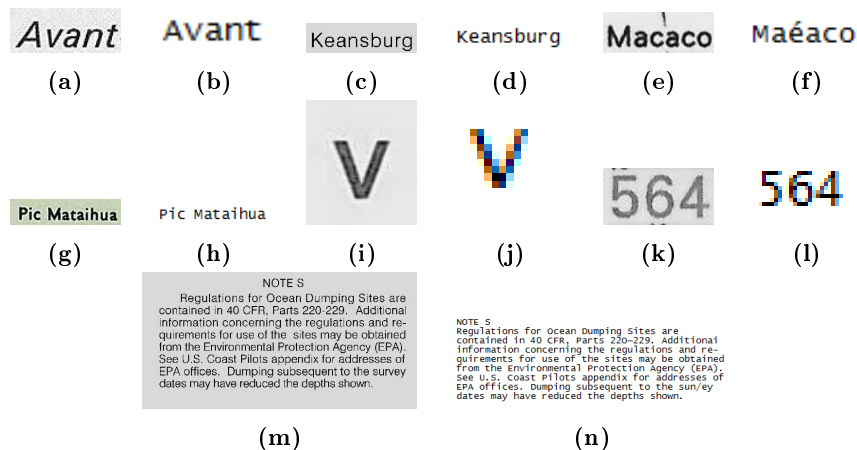 Avant Avant Keansburg Keansburg Macaco Maéaco
(a) (b) (c) (d) (e) (f)
Pic Mataihua Pic Mataihua V V 564 564
(g) (h) (i) (j) (k) (l)
NOTE S
Regulations for Ocean Dumping Sites are
contained in 40 CFR, Parts 220-229. Additional
information concerning the regulations and re-
quirements for use of the sites may be obtained
from the Environmental Protection Agency (EPA).
See U.S. Coast Pilots appendix for addresses of
EPA offices. Dumping subsequent to the survey
dates may have reduced the depths shown.
(m)
NOTE S
Regulations for Ocean Dumping Sites are
contained in 40 CFR, Parts 220–229. Additional
information concerning the regulations and re-
quirements for use of the sites may be obtained
from the Environmental Protection Agency (EPA).
See U.S. Coast Pilots appendix for addresses of
EPA offices. Dumping subsequent to the sun/ey
dates may have reduced the depths shown.
(n)